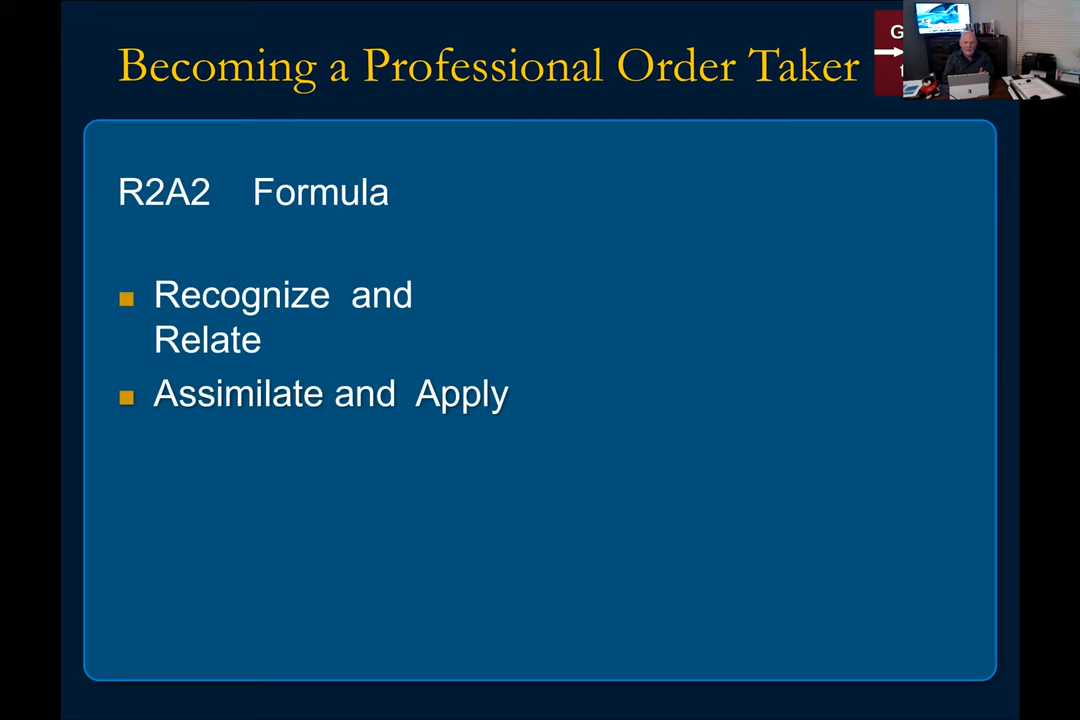 Becoming a Professional Order Taker
R2A2 Formula
Recognize and
Relate
Assimilate and Apply